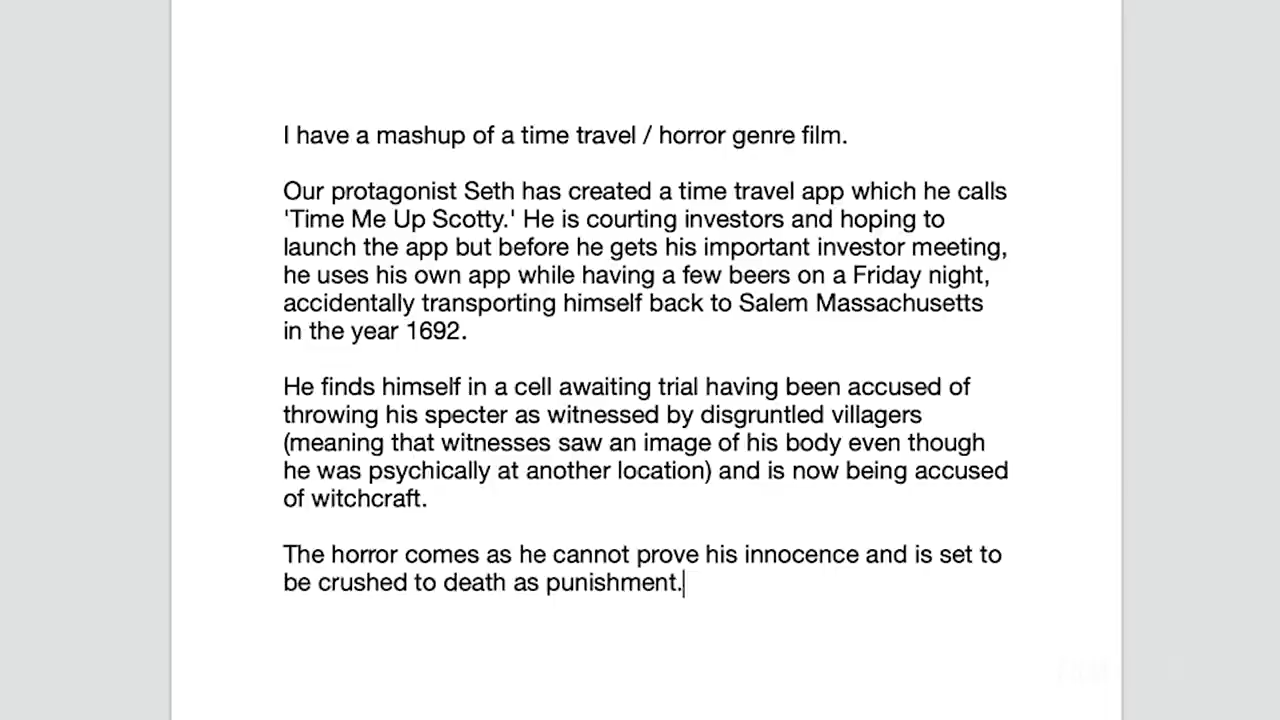 I have a mashup of a time travel / horror genre film.
Our protagonist Seth has created a time travel app which he calls
'Time Me Up Scotty.' He is courting investors and hoping to
launch the app but before he gets his important investor meeting,
he uses his own app while having a few beers on a Friday night,
accidentally transporting himself back to Salem Massachusetts
in the year 1692.
He finds himself in a cell awaiting trial having been accused of
throwing his specter as witnessed by disgruntled villagers
(meaning that witnesses saw an image of his body even though
he was psychically at another location) and is now being accused
of witchcraft.
The horror comes as he cannot prove his innocence and is set to
be crushed to death as punishment.